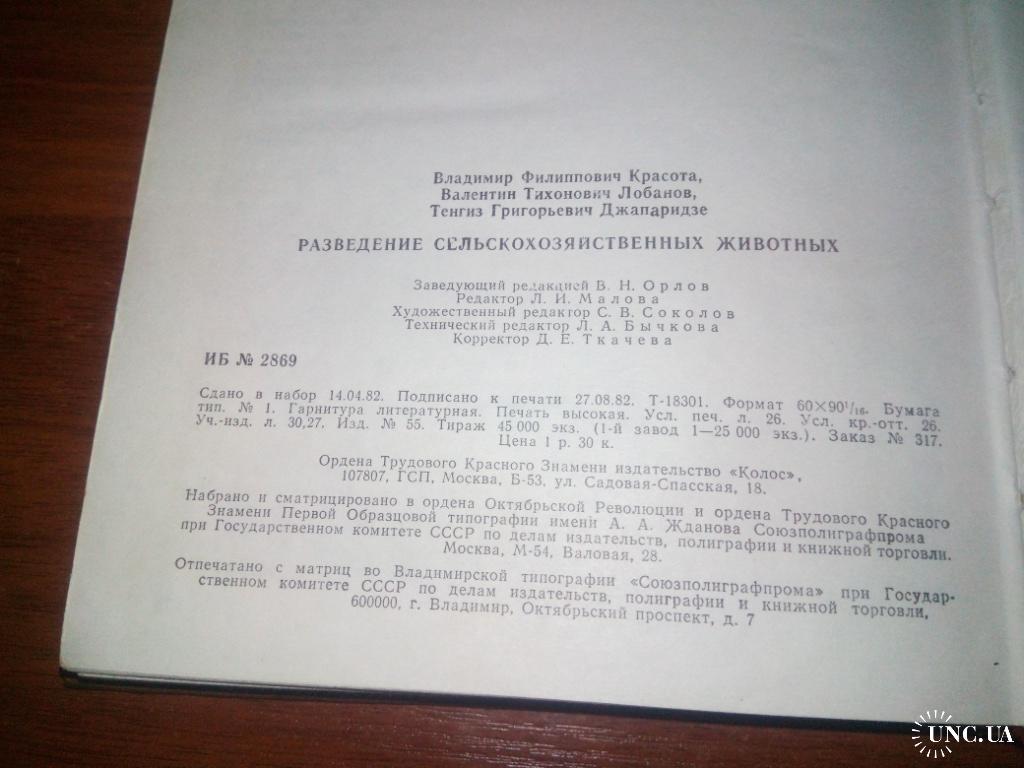 Владимир Филиппович Красота,
Валентин Тихонович Лобанов,
Тенгиз Григорьевич Джапаридзе
РАЗВЕДЕНИЕ СЕЛЬСКОХОЗЯЙСТВЕННЫХ ЖИВОТНЫХ
Заведующий редакцией В. Н. Орлов
Редактор Л. И. Малова
Художественный редактор С. В. Соколов
Технический редактор Л. А. Бычкова
Корректор Д. Е. Ткачева
ИБ № 2869
Сдано в набор 14.04.82. Подписано к печати 27.08.82. Т-18301. Формат 60×90¹/₁₆. Бумага
тип. № 1. Гарнитура литературная. Печать высокая. Усл. печ. л. 26. Усл. кр.-отт. 26.
Уч.-изд. л. 30,27. Изд. № 55. Тираж 45 000 экз. (1-й завод 1—25 000 экз.). Заказ № 317.
Цена 1 р. 30 к.
Ордена Трудового Красного Знамени издательство «Колос»,
107807, ГСП, Москва, Б-53, ул. Садовая-Спасская, 18.
Набрано и сматрицировано в ордена Октябрьской Революции и ордена Трудового Красного
Знамени Первой Образцовой типографии имени А. А. Жданова Союзполиграфпрома
при Государственном комитете СССР по делам издательств, полиграфии и книжной торговли.
Москва, М-54, Валовая, 28.
Отпечатано с матриц во Владимирской типографии «Союзполиграфпрома» при Государ-
ственном комитете СССР по делам издательств, полиграфии и книжной торговли,
600000, г. Владимир, Октябрьский проспект, д. 7
UNC.UA